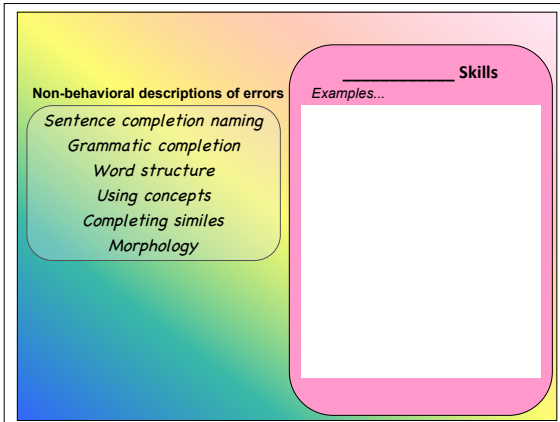 Non-behavioral descriptions of errors
Sentence completion naming
Grammatic completion
Word structure
Using concepts
Completing similes
Morphology
____________ Skills
Examples...